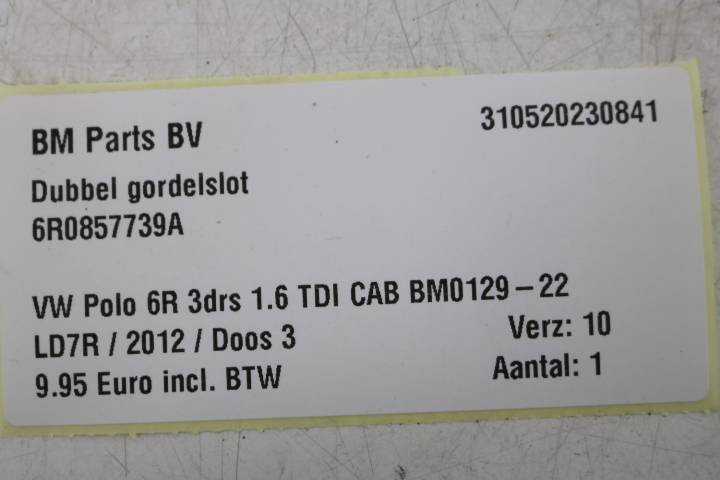 BM Parts BV 310520230841
Dubbel gordelslot
6R0857739A
VW Polo 6R 3drs 1.6 TDI CAB BM0129-22
LD7R / 2012 / Doos 3 Verz: 10
9.95 Euro incl. BTW Aantal: 1